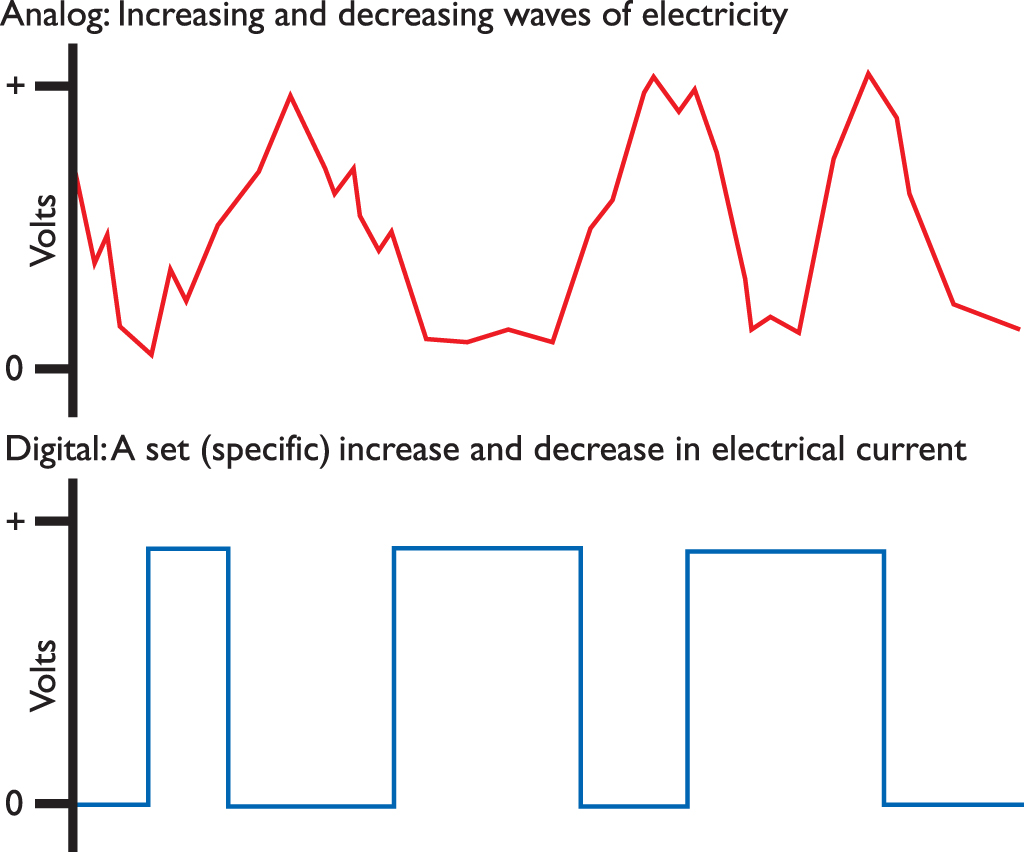 Analog: Increasing and decreasing waves of electricity
+
Volts
0
Digital: A set (specific) increase and decrease in electrical current
+
Volts
0